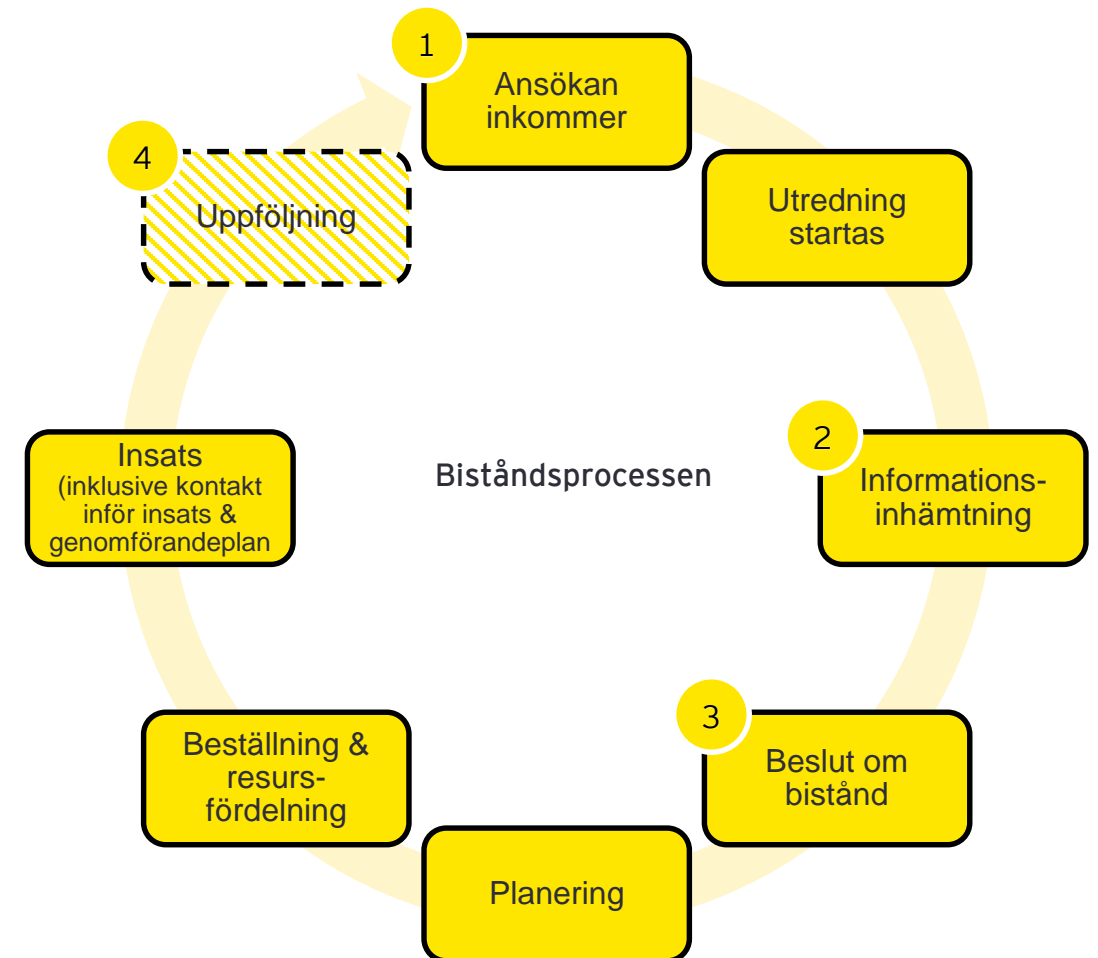 1
Ansökan
inkommer
Utredning
startas
2
Informations-
inhämtning
3
Beslut om
bistånd
Planering
Beställning &
resurs-
fördelning
Insats
(inklusive kontakt
inför insats &
genomförandeplan
4
Uppföljning
Biståndsprocessen